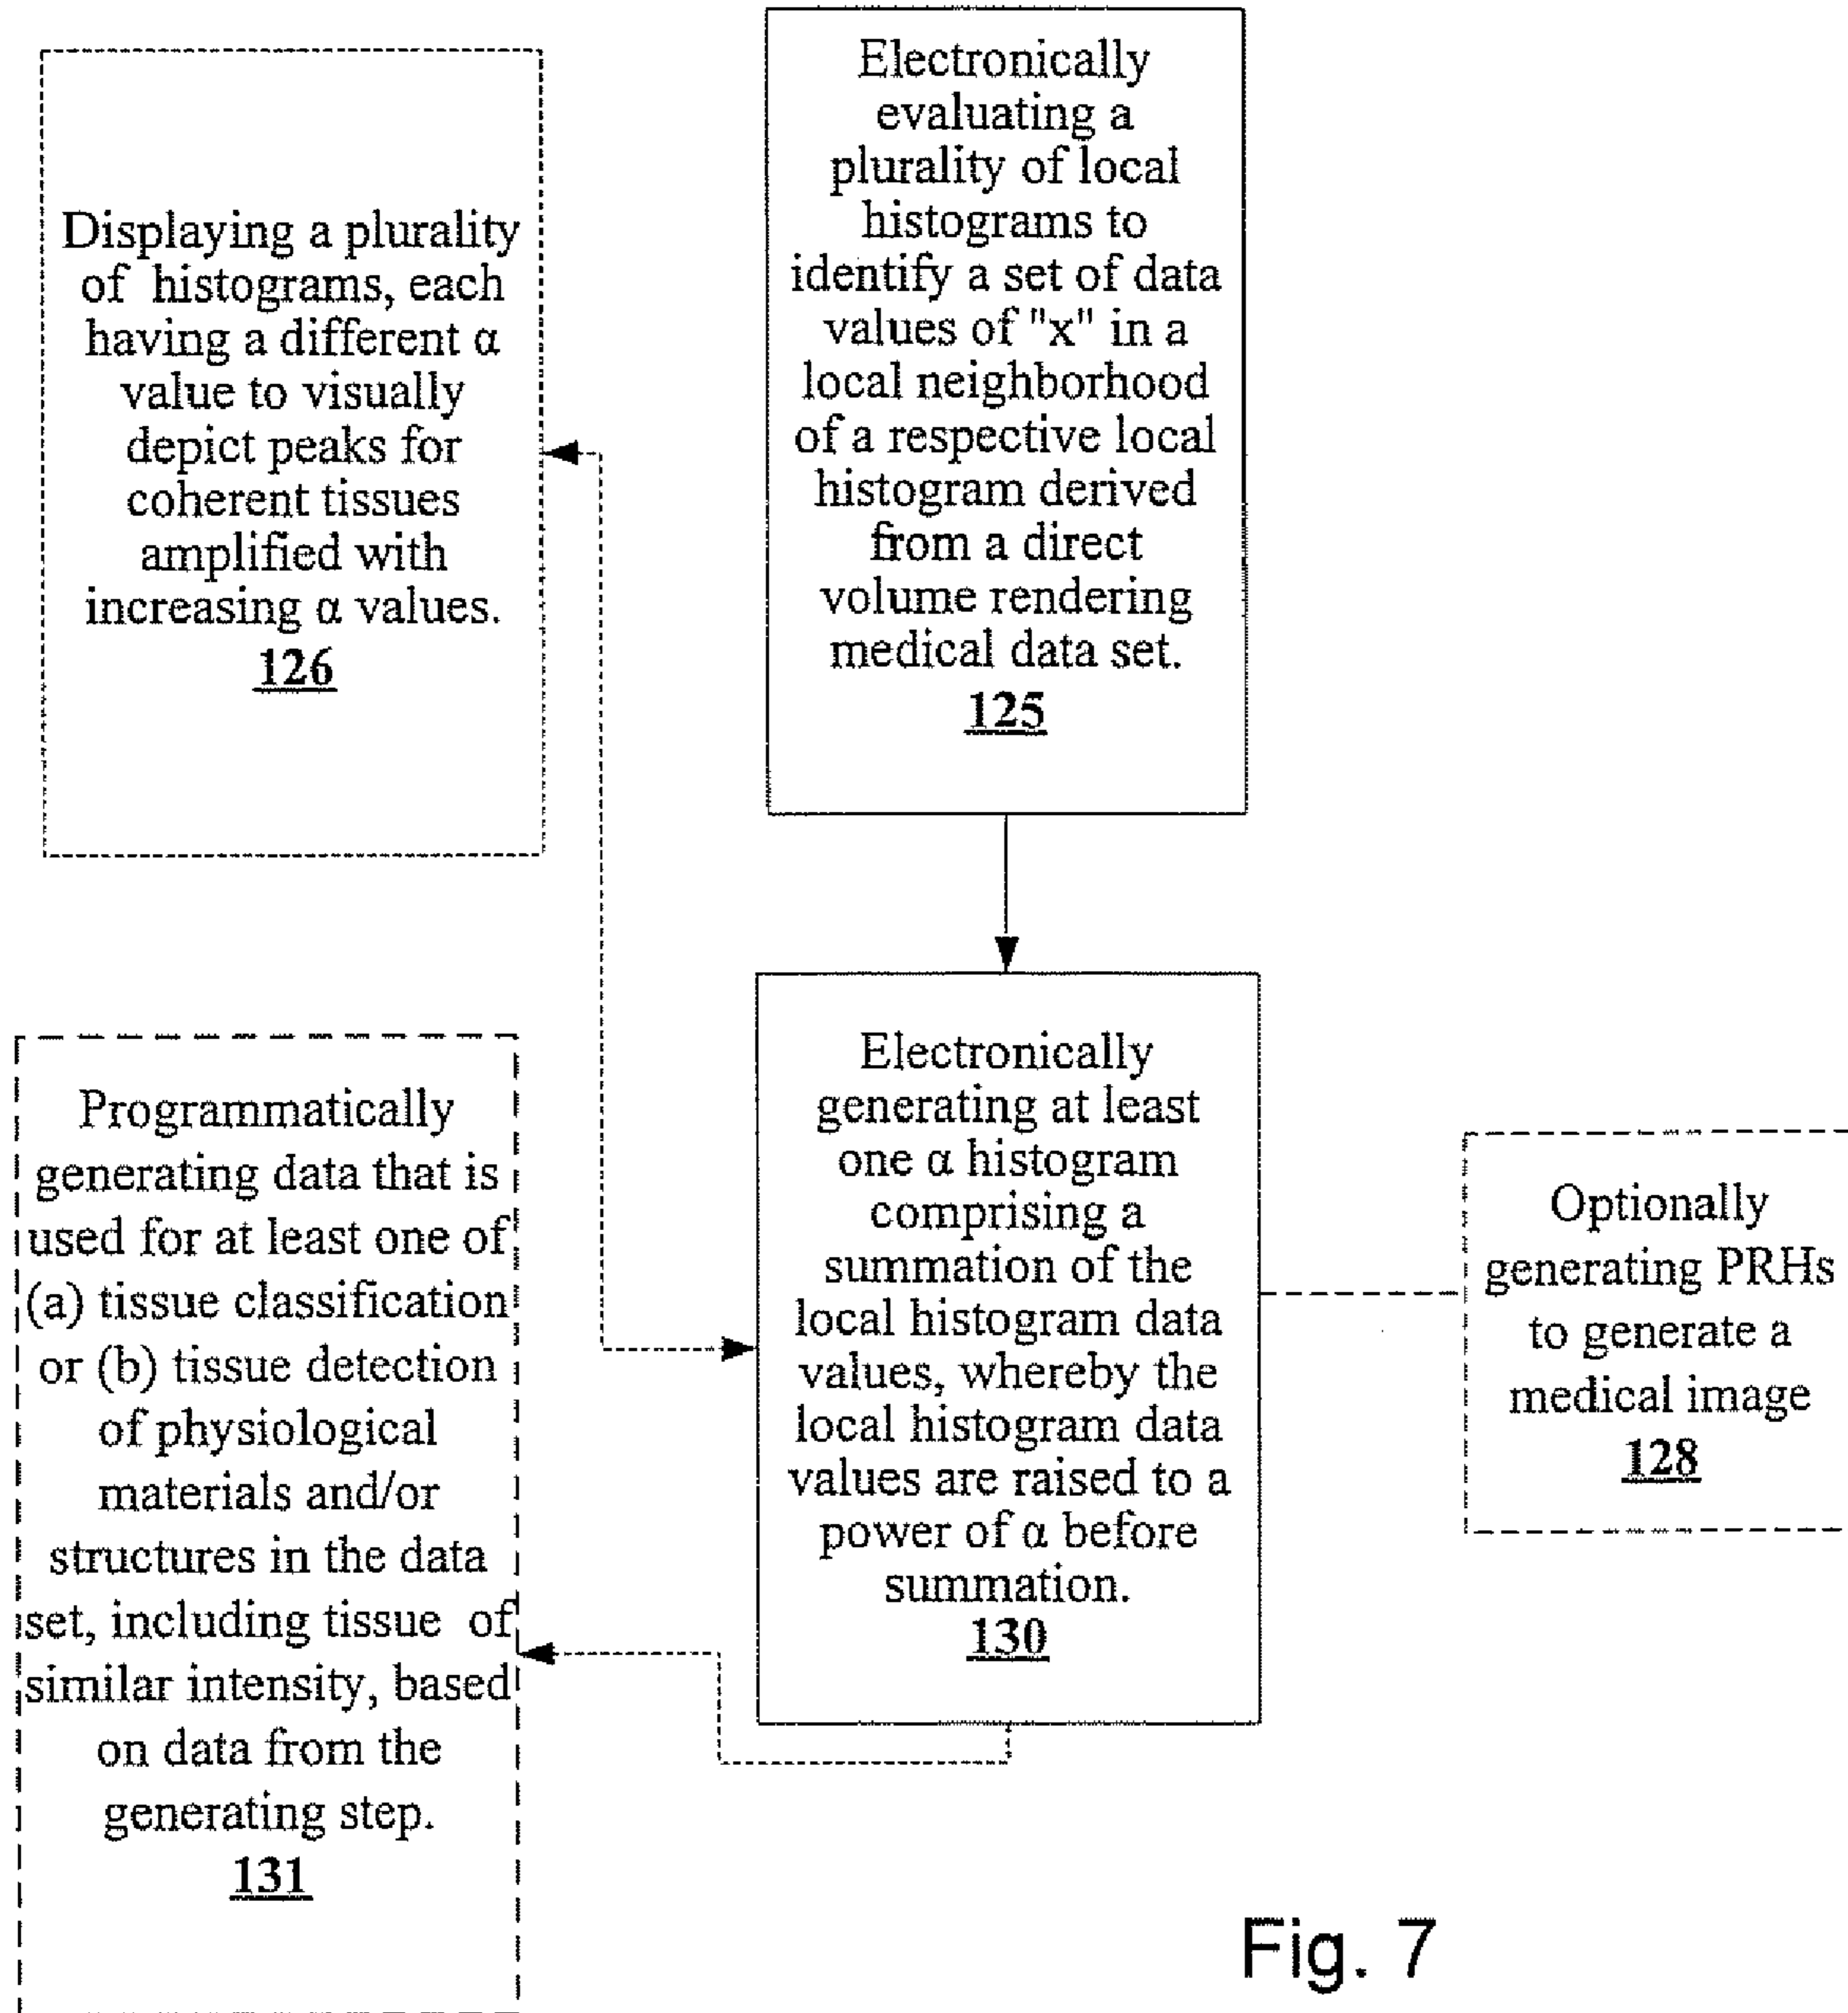 Displaying a plurality
of histograms, each
having a different α
value to visually
depict peaks for
coherent tissues
amplified with
increasing α values.
126
Electronically
evaluating a
plurality of local
histograms to
identify a set of data
values of "x" in a
local neighborhood
of a respective local
histogram derived
from a direct
volume rendering
medical data set.
125
Programmatically
generating data that is
used for at least one of
(a) tissue classification
or (b) tissue detection
of physiological
materials and/or
structures in the data
set, including tissue of
similar intensity, based
on data from the
generating step.
131
Electronically
generating at least
one α histogram
comprising a
summation of the
local histogram data
values, whereby the
local histogram data
values are raised to a
power of α before
summation.
130
Optionally
generating PRHs
to generate a
medical image
128
Fig. 7